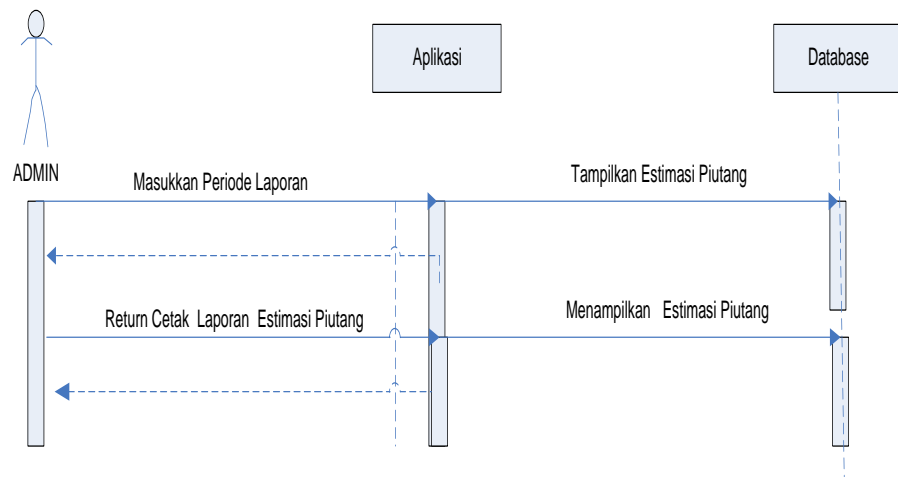 Aplikasi
Database
ADMIN
Masukkan Periode Laporan
Tampilkan Estimasi Piutang
Return Cetak Laporan Estimasi Piutang
Menampilkan Estimasi Piutang